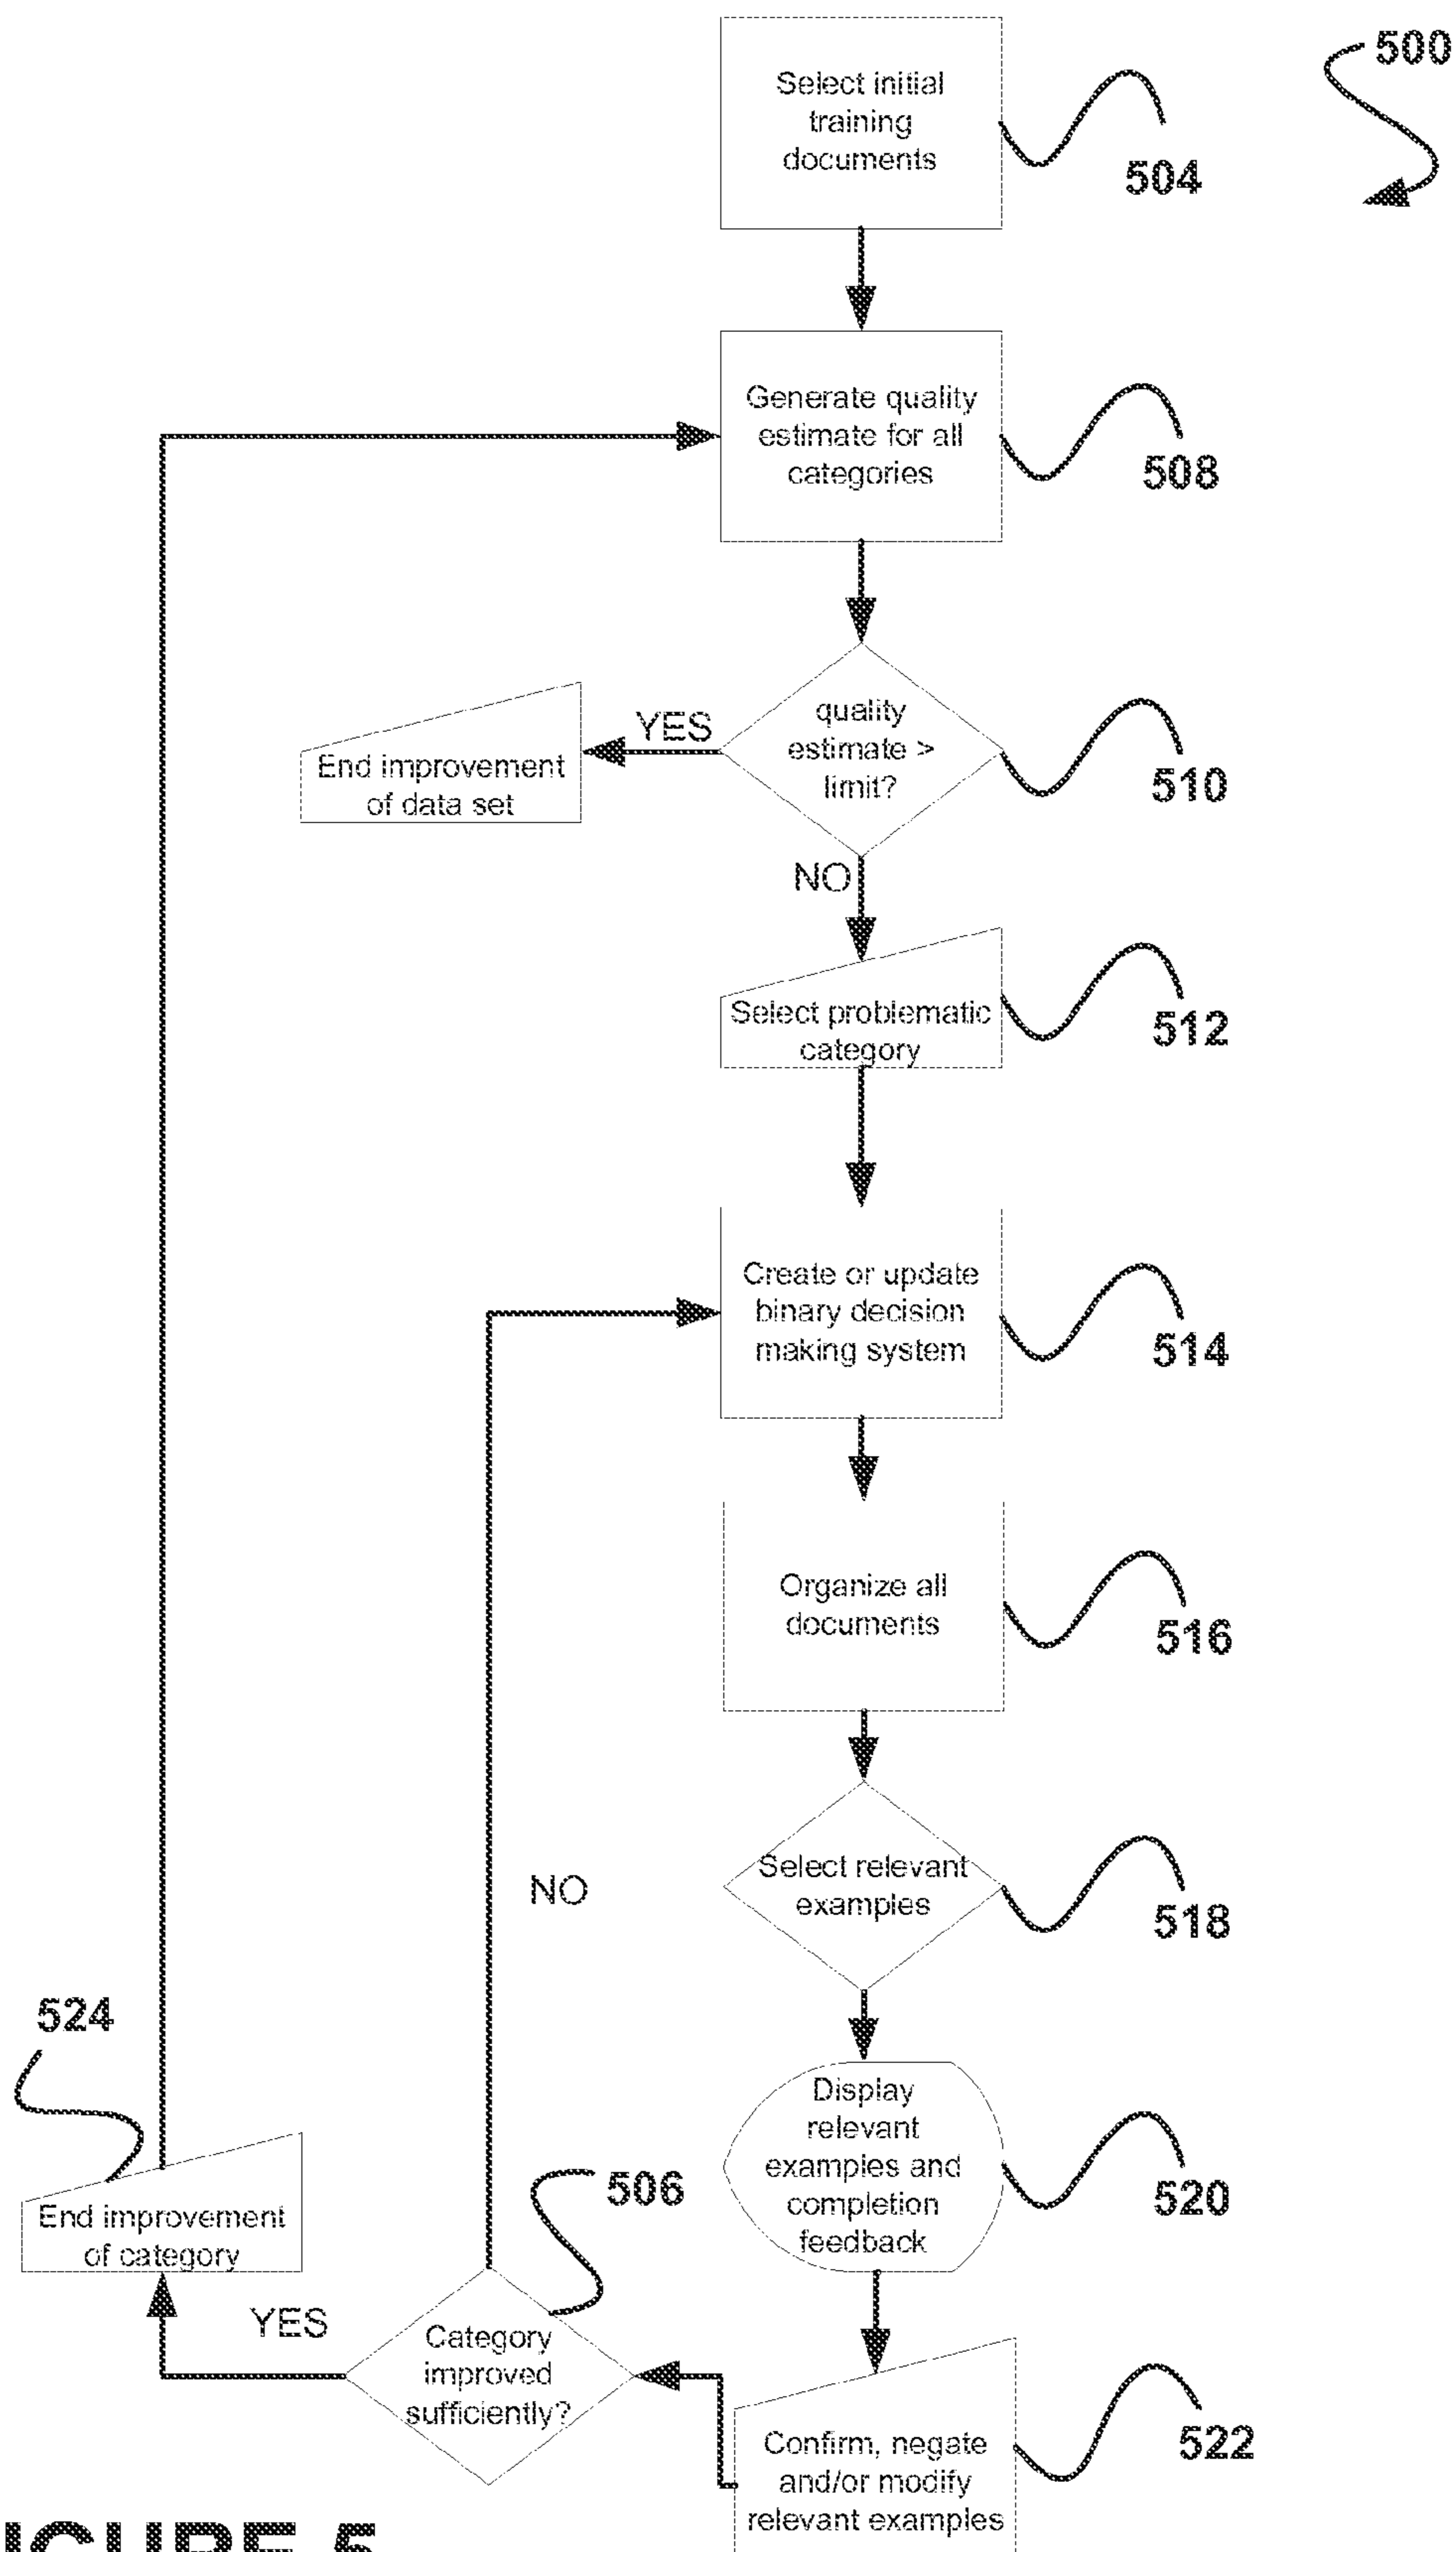 500
Select initial
training
documents
504
Generate quality
estimate for all
categories
508
quality
estimate >
limit?
510
YES
End improvement
of data set
NO
Select problematic
category
512
Create or update
binary decision
making system
514
Organize all
documents
516
NO
Select relevant
examples
518
524
Display
relevant
examples and
completion
feedback
520
End improvement
of category
506
YES
Category
improved
sufficiently?
Confirm, negate
and/or modify
relevant examples
522
FIGURE 5